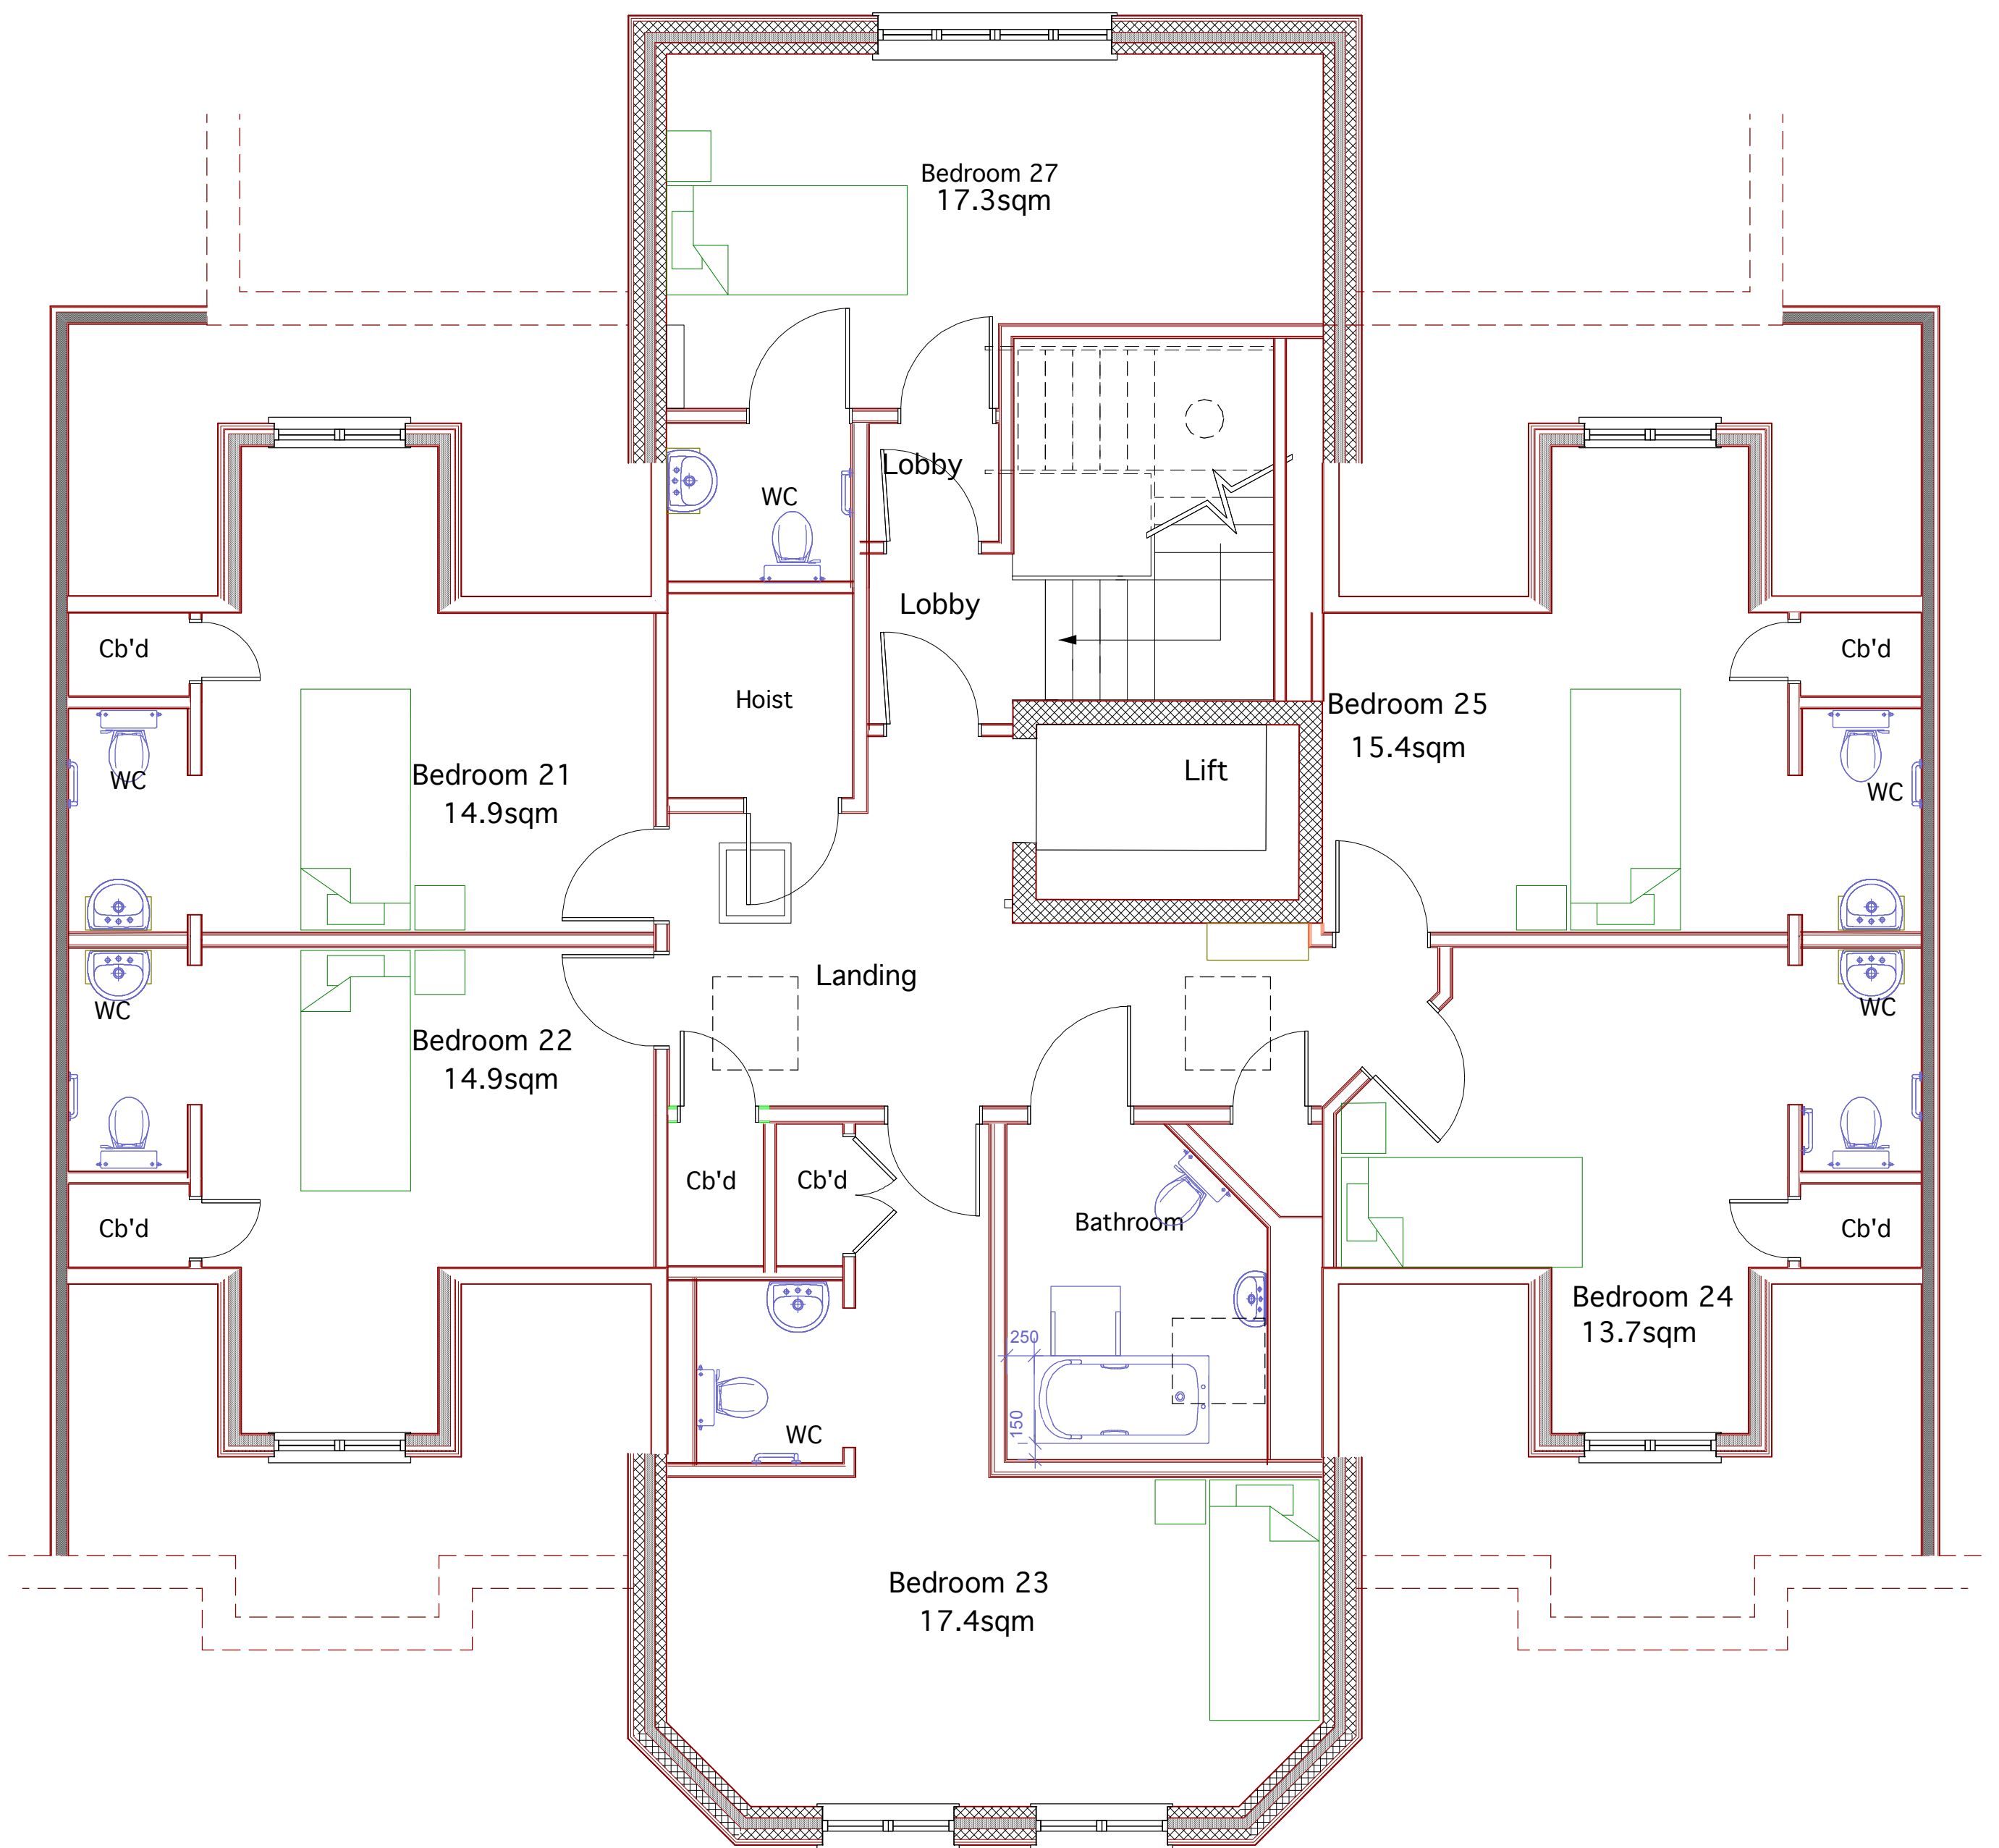 Bedroom 27
17.3sqm
Lobby
WC
Lobby
Cb'd
Cb'd
Hoist
Bedroom 25
15.4sqm
Lift
Bedroom 21
14.9sqm
WC
WC
Landing
WC
WC
Bedroom 22
14.9sqm
Cb'd
Cb'd
Cb'd
Bathroom
Cb'd
Bedroom 24
13.7sqm
250
150
WC
Bedroom 23
17.4sqm